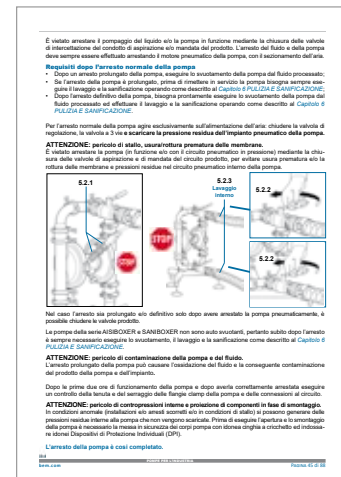 È vietato arrestare il pompaggio del liquido e/o la pompa in funzione mediante la chiusura delle valvole
di intercettazione del condotto di aspirazione e/o mandata del prodotto. L'arresto del fluido e della pompa
deve sempre essere effettuato arrestando il motore pneumatico della pompa, con il sezionamento dell'aria.
Requisiti dopo l'arresto normale della pompa
• Dopo un arresto prolungato della pompa, eseguire lo svuotamento della pompa dal fluido processato;
• Se l'arresto della pompa è prolungato, prima di rimettere in servizio la pompa bisogna sempre ese-
guire il lavaggio e la sanificazione operando come descritto al Capitolo 6 PULIZIA E SANIFICAZIONE;
• Dopo arresto definitivo della pompa, bisogna prontamente eseguire lo svuotamento della pompa dal
fluido processato ed effettuare il lavaggio e la sanificazione operando come descritto al Capitolo 6
PULIZIA E SANIFICAZIONE.
Per l'arresto normale della pompa agire esclusivamente sull'alimentazione dell'aria: chiudere la valvola di
regolazione, la valvola a 3 vie e scaricare la pressione residua dell'impianto pneumatico della pompa.
ATTENZIONE: pericolo di stallo, usura/rottura prematura delle membrane.
È vietato arrestare la pompa (in funzione e/o con il circuito pneumatico in pressione) mediante la chiu-
sura delle valvole di aspirazione e di mandata del circuito prodotto, per evitare usura prematura e/o la
rottura delle membrane e pressioni residue nel circuito pneumatico interno della pompa.
5.2.1
STOP
5.2.3
Lavaggio
interno
5.2.2
STOP
5.2.2
Nel caso l'arresto sia prolungato e/o definitivo solo dopo avere arrestato la pompa pneumaticamente, è
possibile chiudere le valvole prodotto.
Le pompe della serie AISIBOXER e SANIBOXER non sono auto svuotanti, pertanto subito dopo l'arresto
è sempre necessario eseguire lo svuotamento, il lavaggio e la sanificazione come descritto al Capitolo 6
PULIZIA E SANIFICAZIONE.
ATTENZIONE: pericolo di contaminazione della pompa e del fluido.
L'arresto prolungato della pompa può causare l'ossidazione del fluido e la conseguente contaminazione
del prodotto della pompa e dell'impianto.
Dopo le prime due ore di funzionamento della pompa e dopo averla correttamente arrestata eseguire
un controllo della tenuta e del serraggio delle flangie del corpo pompa e delle connessioni al circuito.
ATTENZIONE: pericolo di contropressioni interne e proiezione di componenti in fase di smontaggio.
In condizioni anomale (installazioni e/o arresti scorretti e/o in condizioni di stallo) si possono generare delle
pressioni residue interne alla pompa che non vengono scaricate. Prima di eseguire l'apertura e lo smontaggio
della pompa è necessario la messa in sicurezza dei corpi pompa con idonea cinghia a cricchetto ed indossa-
re idonei Dispositivi di Protezione Individuali (DPI).
L'arresto della pompa è così completato.